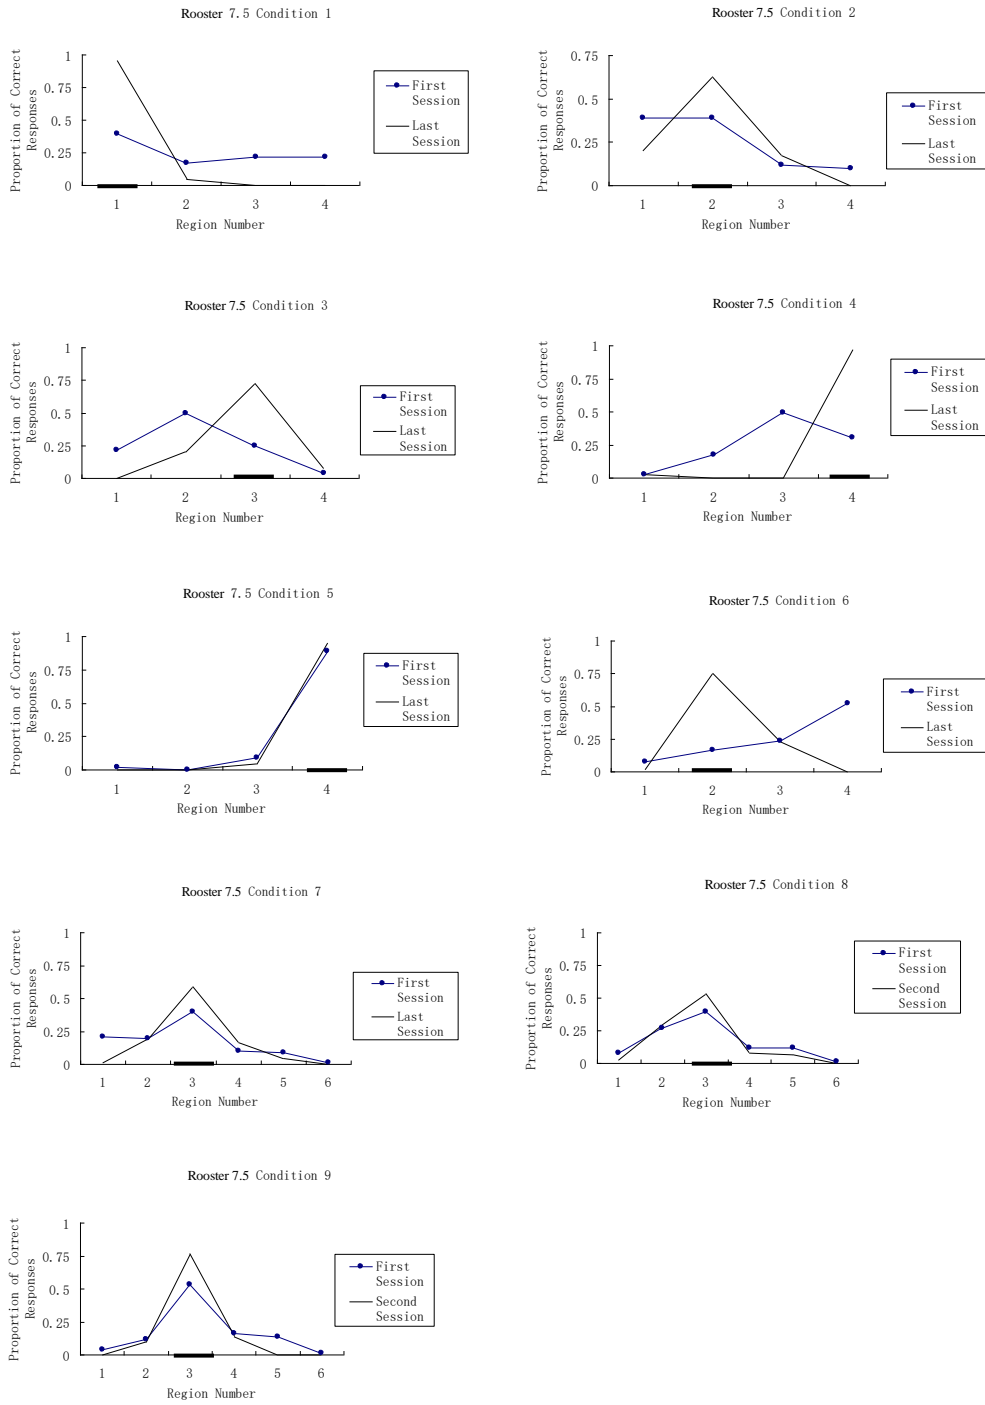 Rooster 7.5 Condition 1
Proportion of Correct
Responses
1
0.75
0.5
0.25
0
1 2 3 4
Region Number
First
Session
Last
Session
Rooster 7.5 Condition 2
Proportion of Correct
Responses
0.75
0.5
0.25
0
1 2 3 4
Region Number
First
Session
Last
Session
Rooster 7.5 Condition 3
Proportion of Correct
Responses
1
0.75
0.5
0.25
0
1 2 3 4
Region Number
First
Session
Last
Session
Rooster 7.5 Condition 4
Proportion of Correct
Responses
1
0.75
0.5
0.25
0
1 2 3 4
Region Number
First
Session
Last
Session
Rooster 7.5 Condition 5
Proportion of Correct
Responses
1
0.75
0.5
0.25
0
1 2 3 4
Region Number
First
Session
Last
Session
Rooster 7.5 Condition 6
Proportion of Correct
Responses
1
0.75
0.5
0.25
0
1 2 3 4
Region Number
First
Session
Last
Session
Rooster 7.5 Condition 7
Proportion of Correct
Responses
1
0.75
0.5
0.25
0
1 2 3 4 5 6
Region Number
First
Session
Last
Session
Rooster 7.5 Condition 8
Proportion of Correct
Responses
1
0.75
0.5
0.25
0
1 2 3 4 5 6
Region Number
First
Session
Second
Session
Rooster 7.5 Condition 9
Proportion of Correct
Responses
1
0.75
0.5
0.25
0
1 2 3 4 5 6
Region Number
First
Session
Second
Session